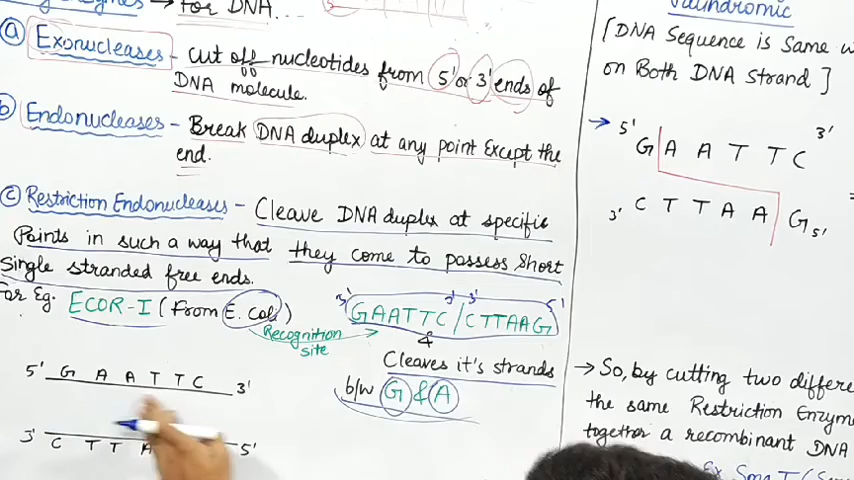 for DNA....
ⓐ Exonucleases - Cut off nucleotides from 5' or 3' ends of
DNA molecule.
ⓑ Endonucleases - Break DNA duplex at any point Except the
end.
ⓒ Restriction Endonucleases - Cleave DNA duplex at specific
Points in such a way that they come to possess short
Single stranded free ends.
For Eg. ECOR-I (from E. Coli)
3' GAATTC / CTTAAG 5'
Recognition
site
Cleaves it's strands
b/w G & A
5' G A A T T C 3'
3' C T T A 5'
Palindromic
[DNA Sequence is Same
on Both DNA Strand]
5' G A A T T C 3'
3' C T T A A G 5'
→ So, by cutting two
the same Restriction
together a recombinant DNA